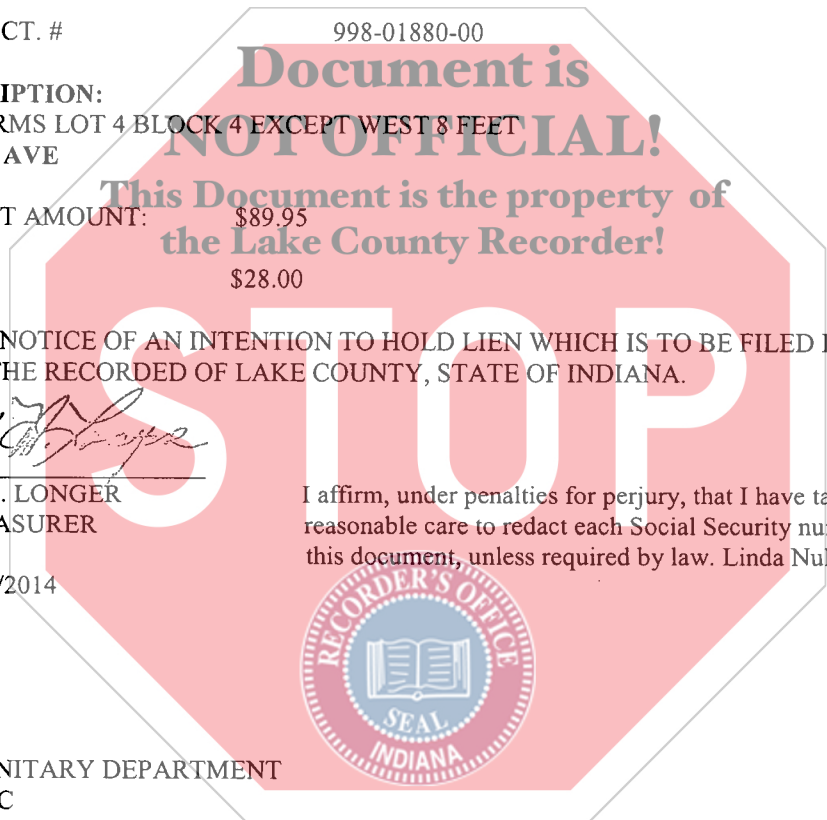 CT. # 998-01880-00
Document is
IPTION:
RMS LOT 4 BLOCK 4 EXCEPT WEST 8 FEET
NOT OFFICIAL!
AVE
This Document is the property of
T AMOUNT: $89.95
the Lake County Recorder!
$28.00
STOP
NOTICE OF AN INTENTION TO HOLD LIEN WHICH IS TO BE FILED
THE RECORDED OF LAKE COUNTY, STATE OF INDIANA.
. LONGER
ASURER
I affirm, under penalties for perjury, that I have ta
reasonable care to redact each Social Security nu
this document, unless required by law. Linda Nu
/2014
RECORDER'S OFFICE
SEAL
INDIANA
NITARY DEPARTMENT
C